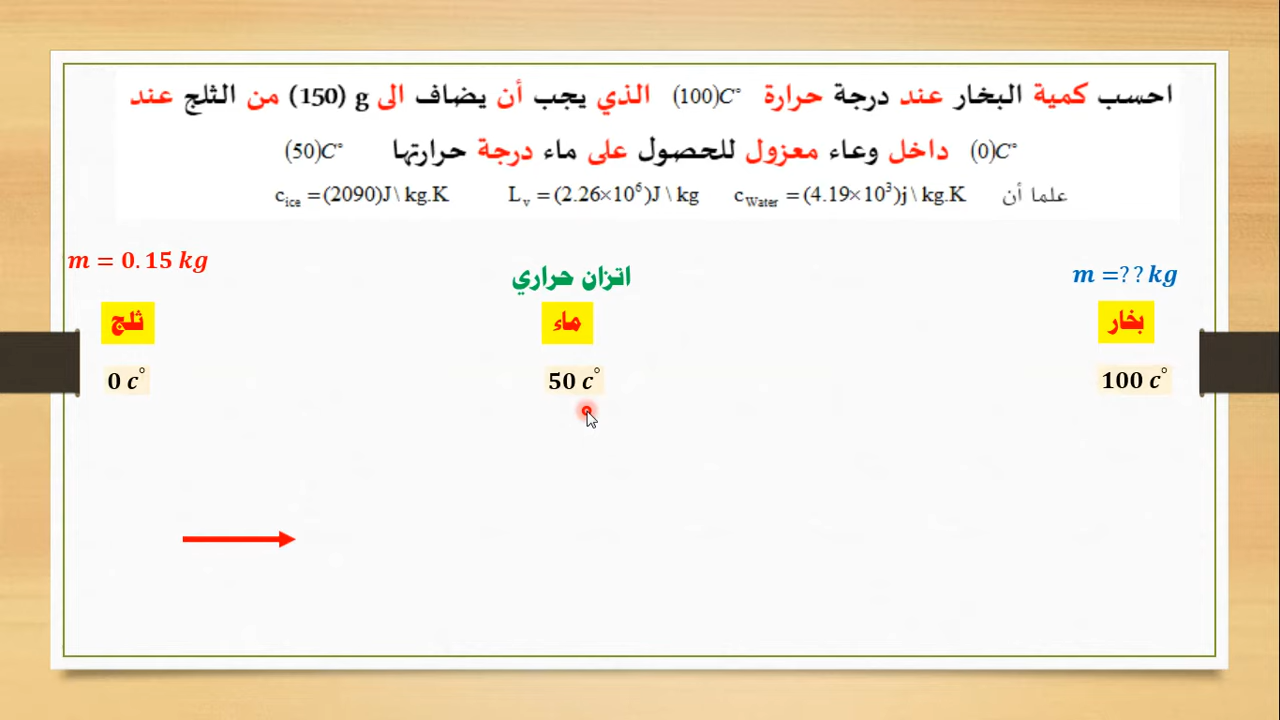 احسب كمية البخار عند درجة حرارة (100)C° الذي يجب أن يضاف الى g (150) من الثلج عند
(0)C° داخل وعاء معزول للحصول على ماء درجة حرارتها (50)C°
علما أن c_Water = (4.19×10³)j\kg.K L_v = (2.26×10⁶)J\kg c_ice = (2090)J\kg.K
m = 0.15 kg
اتزان حراري
m =?? kg
ثلج
ماء
بخار
0 c°
50 c°
100 c°